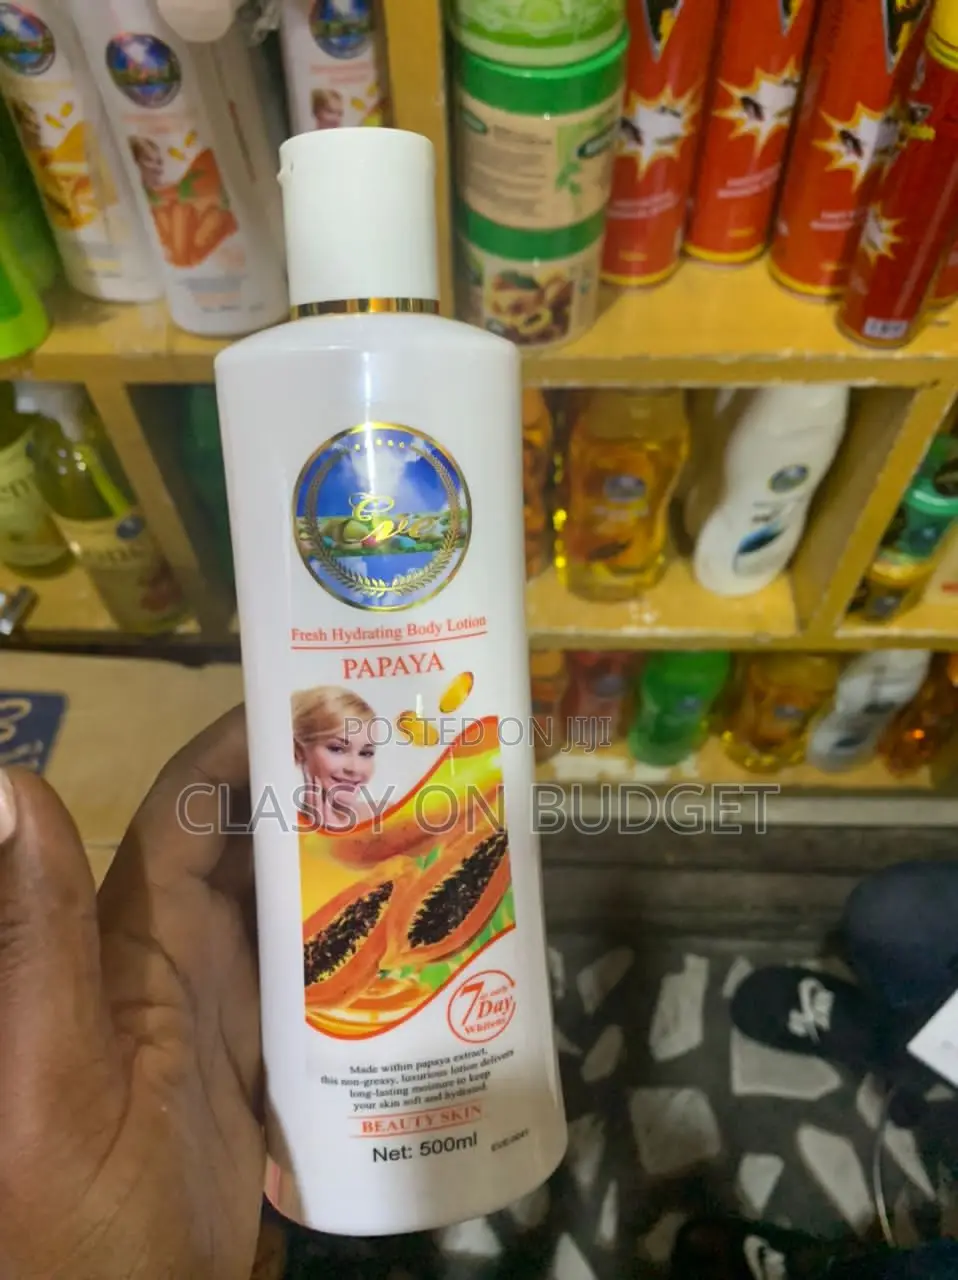 Eve
Fresh Hydrating Body Lotion
PAPAYA
POSTED ON JIJI
CLASSY ON BUDGET
7
Day
Made within papaya extract,
this non-greasy, luxurious lotion delivers
long-lasting moisture to keep
your skin soft and hydrated.
BEAUTY SKIN
Net: 500ml